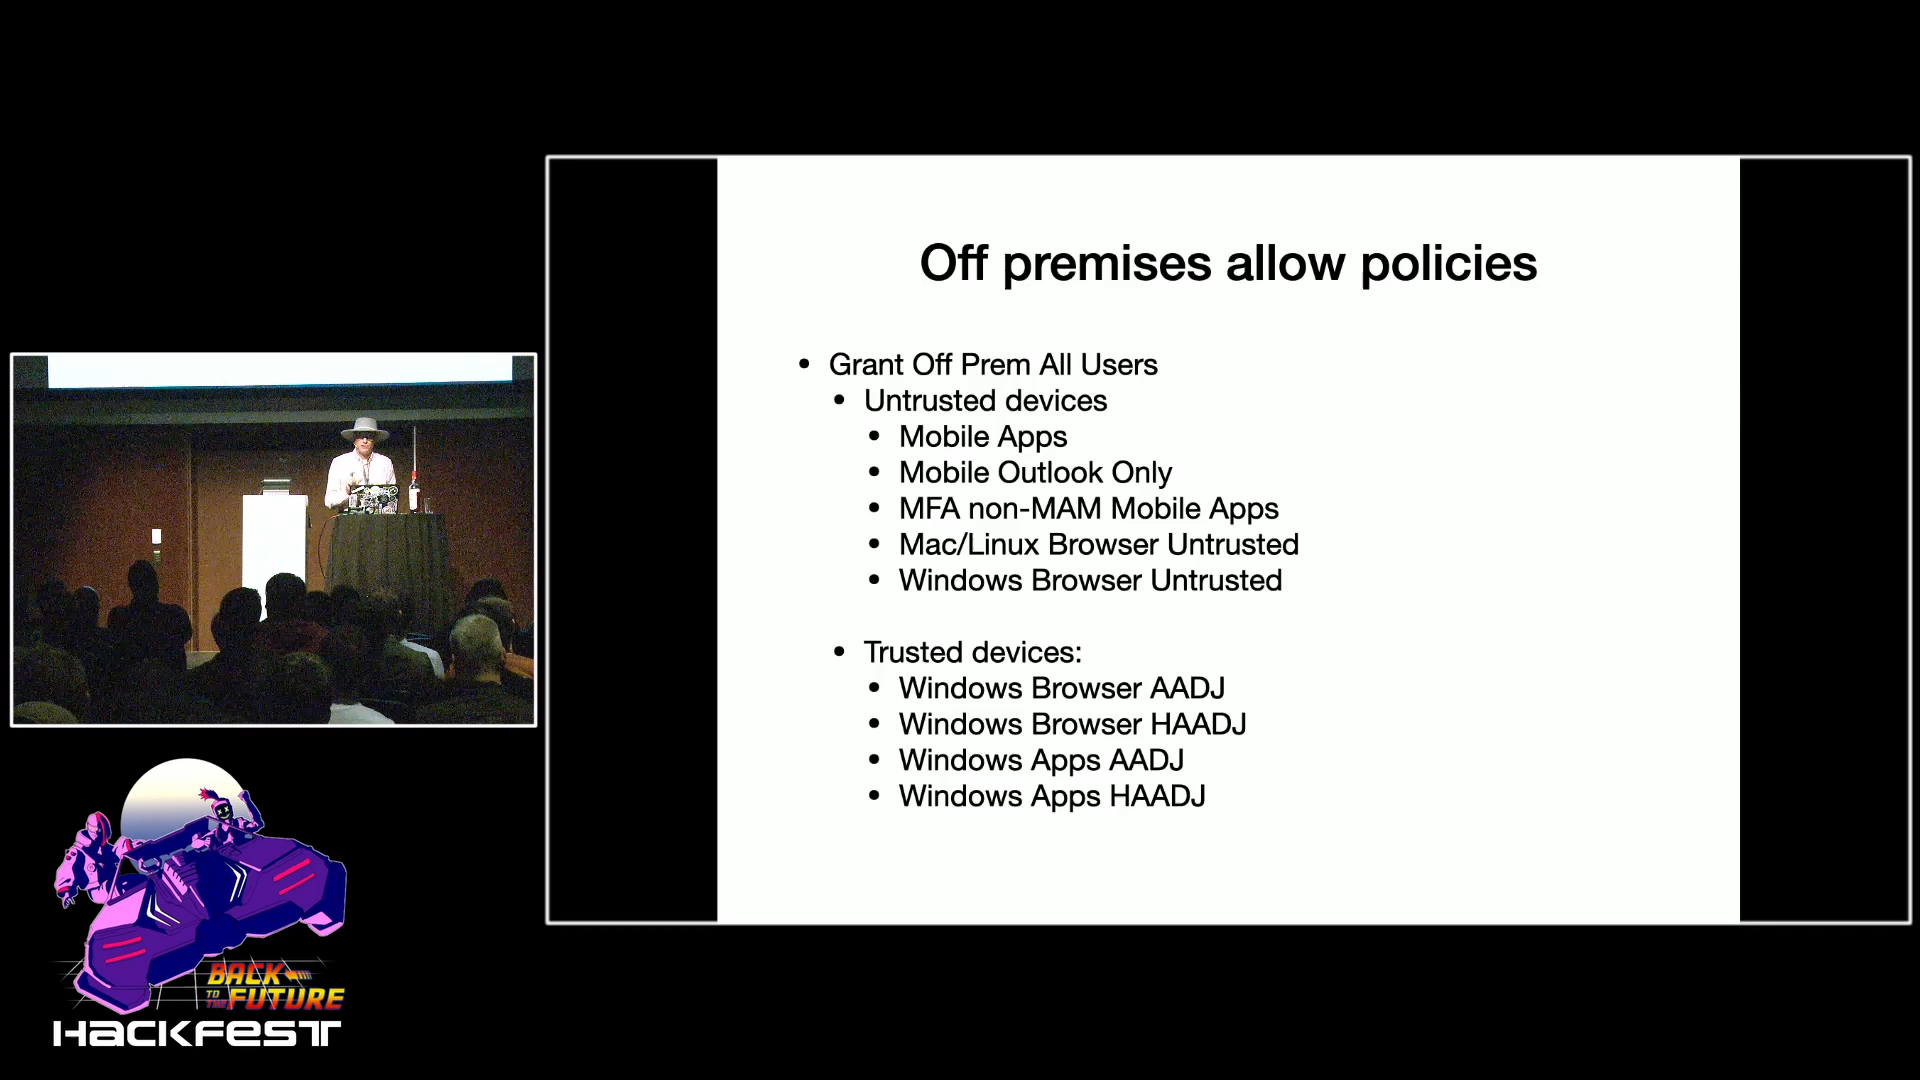 Off premises allow policies
• Grant Off Prem All Users
• Untrusted devices
• Mobile Apps
• Mobile Outlook Only
• MFA non-MAM Mobile Apps
• Mac/Linux Browser Untrusted
• Windows Browser Untrusted
• Trusted devices:
• Windows Browser AADJ
• Windows Browser HAADJ
• Windows Apps AADJ
• Windows Apps HAADJ
BACK
TO THE FUTURE
HACKFEST